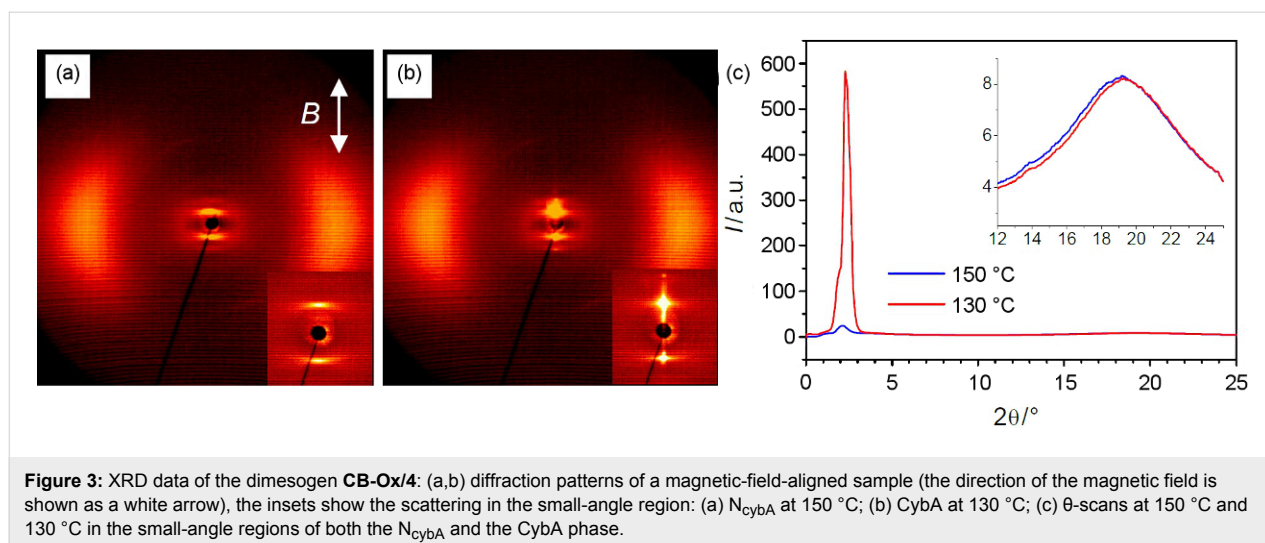 (a)
B
(b)
(c)
I/a.u.
600
500
400
300
200
100
0
8
6
4
12 14 16 18 20 22 24
150 °C
130 °C
0 5 10 15 20 25
2θ/°
Figure 3: XRD data of the dimesogen CB-Ox/4: (a,b) diffraction patterns of a magnetic-field-aligned sample (the direction of the magnetic field is
shown as a white arrow), the insets show the scattering in the small-angle region: (a) NcybA at 150 °C; (b) CybA at 130 °C; (c) θ-scans at 150 °C and
130 °C in the small-angle regions of both the NcybA and the CybA phase.